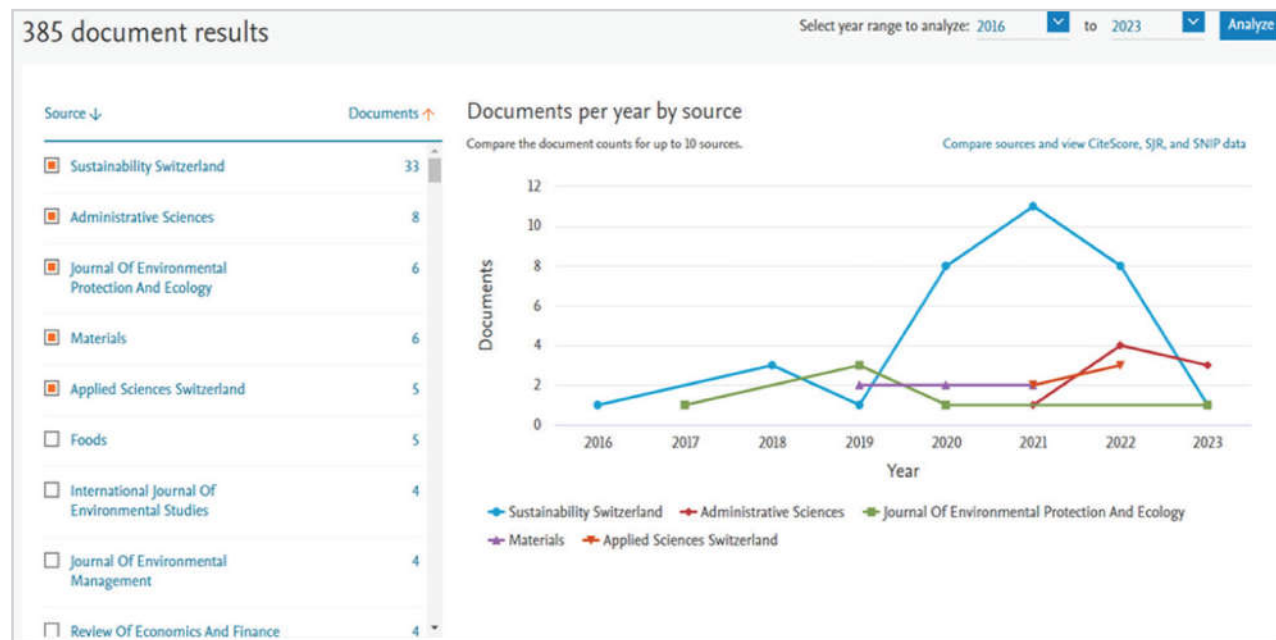 385 document results
Select year range to analyze: 2016 to 2023 Analyze
Source ↓ Documents ↑
Sustainability Switzerland 33
Administrative Sciences 8
Journal Of Environmental
Protection And Ecology 6
Materials 6
Applied Sciences Switzerland 5
Foods 5
International Journal Of
Environmental Studies 4
Journal Of Environmental
Management 4
Review Of Economics And Finance 4
Documents per year by source
Compare the document counts for up to 10 sources.
Compare sources and view CiteScore, SJR, and SNIP data
Documents
12
10
8
6
4
2
0
2016 2017 2018 2019 2020 2021 2022 2023
Year
Sustainability Switzerland Administrative Sciences Journal Of Environmental Protection And Ecology
Materials Applied Sciences Switzerland